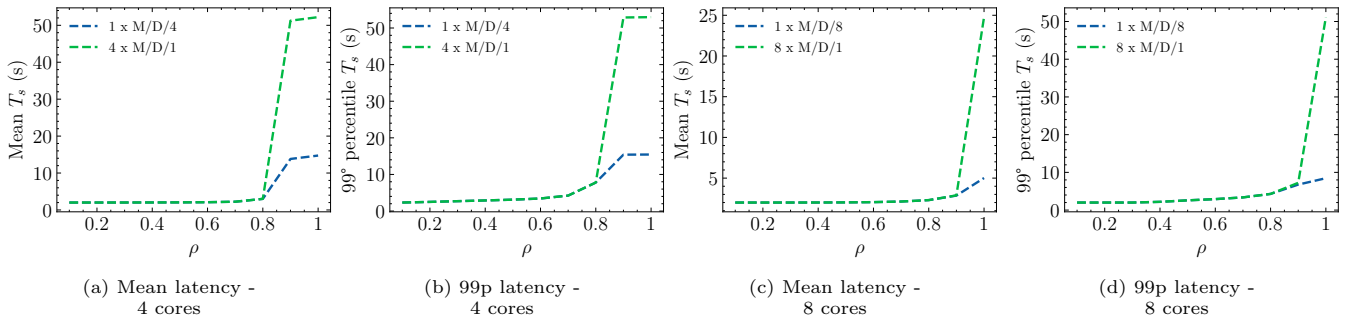 Mean Tₛ (s)
50
40
30
20
10
0
1 x M/D/4
4 x M/D/1
0.2 0.4 0.6 0.8 1
ρ
(a) Mean latency -
4 cores
99° percentile Tₛ (s)
50
40
30
20
10
0
1 x M/D/4
4 x M/D/1
0.2 0.4 0.6 0.8 1
ρ
(b) 99p latency -
4 cores
Mean Tₛ (s)
25
20
15
10
5
1 x M/D/8
8 x M/D/1
0.2 0.4 0.6 0.8 1
ρ
(c) Mean latency -
8 cores
99° percentile Tₛ (s)
50
40
30
20
10
0
1 x M/D/8
8 x M/D/1
0.2 0.4 0.6 0.8 1
ρ
(d) 99p latency -
8 cores